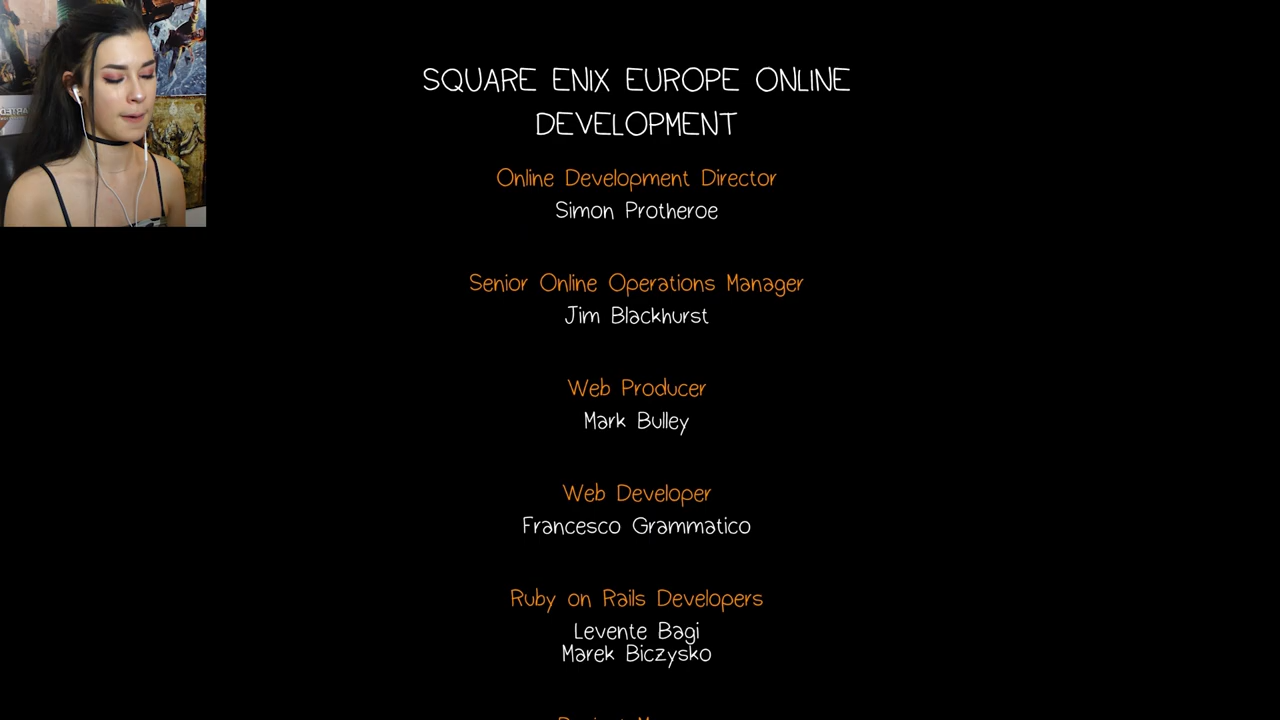 SQUARE ENIX EUROPE ONLINE
DEVELOPMENT
Online Development Director
Simon Protheroe
Senior Online Operations Manager
Jim Blackhurst
Web Producer
Mark Bulley
Web Developer
Francesco Grammatico
Ruby on Rails Developers
Levente Bagi
Marek Biczysko